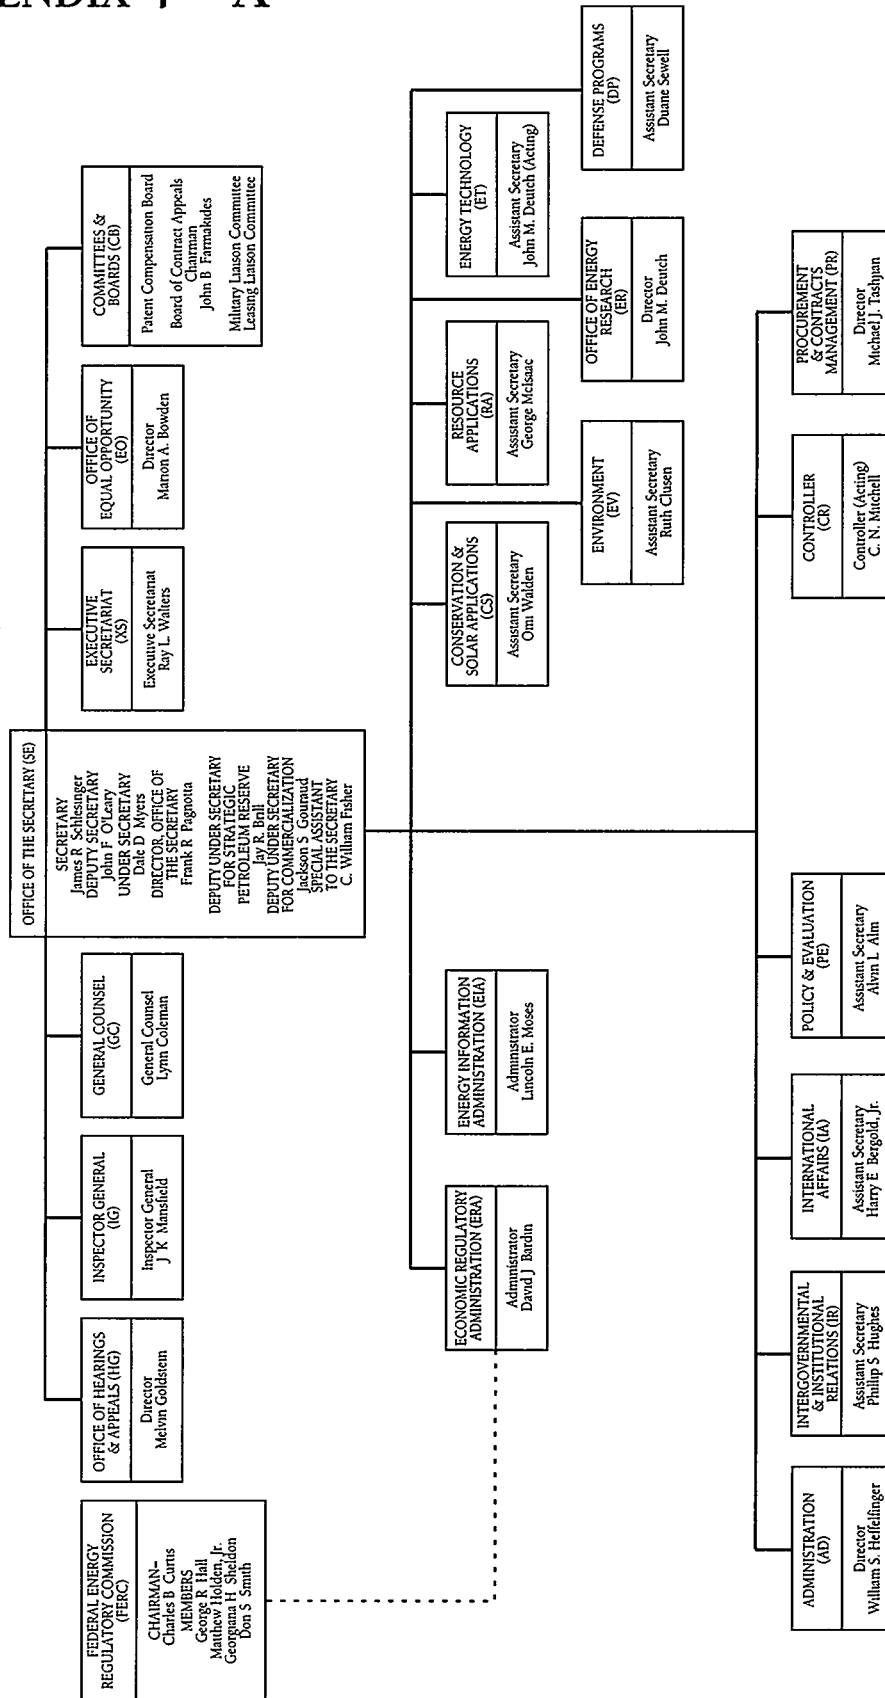 ENDIX
A
OFFICE OF THE SECRETARY (SE)
SECRETARY
James R Schlesinger
DEPUTY SECRETARY
John F O'Leary
UNDER SECRETARY
Dale D Myers
DIRECTOR, OFFICE OF
THE SECRETARY
Frank R Pagnotta
DEPUTY UNDER SECRETARY
FOR STRATEGIC
PETROLEUM RESERVE
Jay R. Brill
DEPUTY UNDER SECRETARY
FOR COMMERCIALIZATION
Jackson S Gouraud
SPECIAL ASSISTANT
TO THE SECRETARY
C. William Fisher
FEDERAL ENERGY
REGULATORY COMMISSION
(FERC)
CHAIRMAN–
Charles B Curtis
MEMBERS
George R Hall
Matthew Holden, Jr.
Georgiana H Sheldon
Don S Smith
OFFICE OF HEARINGS
& APPEALS (HG)
Director
Melvin Goldstein
INSPECTOR GENERAL
(IG)
Inspector General
J K Mansfield
GENERAL COUNSEL
(GC)
General Counsel
Lynn Coleman
EXECUTIVE
SECRETARIAT
(XS)
Executive Secretariat
Ray L. Walters
OFFICE OF
EQUAL OPPORTUNITY
(EO)
Director
Marion A. Bowden
COMMITTEES &
BOARDS (CB)
Patent Compensation Board
Board of Contract Appeals
Chairman
John B Farmakides
Military Liaison Committee
Leasing Liaison Committee
ECONOMIC REGULATORY
ADMINISTRATION (ERA)
Administrator
David J Bardin
ENERGY INFORMATION
ADMINISTRATION (EIA)
Administrator
Lincoln E. Moses
CONSERVATION &
SOLAR APPLICATIONS
(CS)
Assistant Secretary
Omi Walden
RESOURCE
APPLICATIONS
(RA)
Assistant Secretary
George McIsaac
ENERGY TECHNOLOGY
(ET)
Assistant Secretary
John M. Deutch (Acting)
ENVIRONMENT
(EV)
Assistant Secretary
Ruth Clusen
OFFICE OF ENERGY
RESEARCH
(ER)
Director
John M. Deutch
DEFENSE PROGRAMS
(DP)
Assistant Secretary
Duane Sewell
ADMINISTRATION
(AD)
Director
William S. Heffelfinger
INTERGOVERNMENTAL
& INSTITUTIONAL
RELATIONS (IR)
Assistant Secretary
Phillip S Hughes
INTERNATIONAL
AFFAIRS (IA)
Assistant Secretary
Harry E Bergold, Jr.
POLICY & EVALUATION
(PE)
Assistant Secretary
Alvin L Alm
CONTROLLER
(CR)
Controller (Acting)
C. N. Mitchell
PROCUREMENT
& CONTRACTS
MANAGEMENT (PR)
Director
Michael J. Tashjian